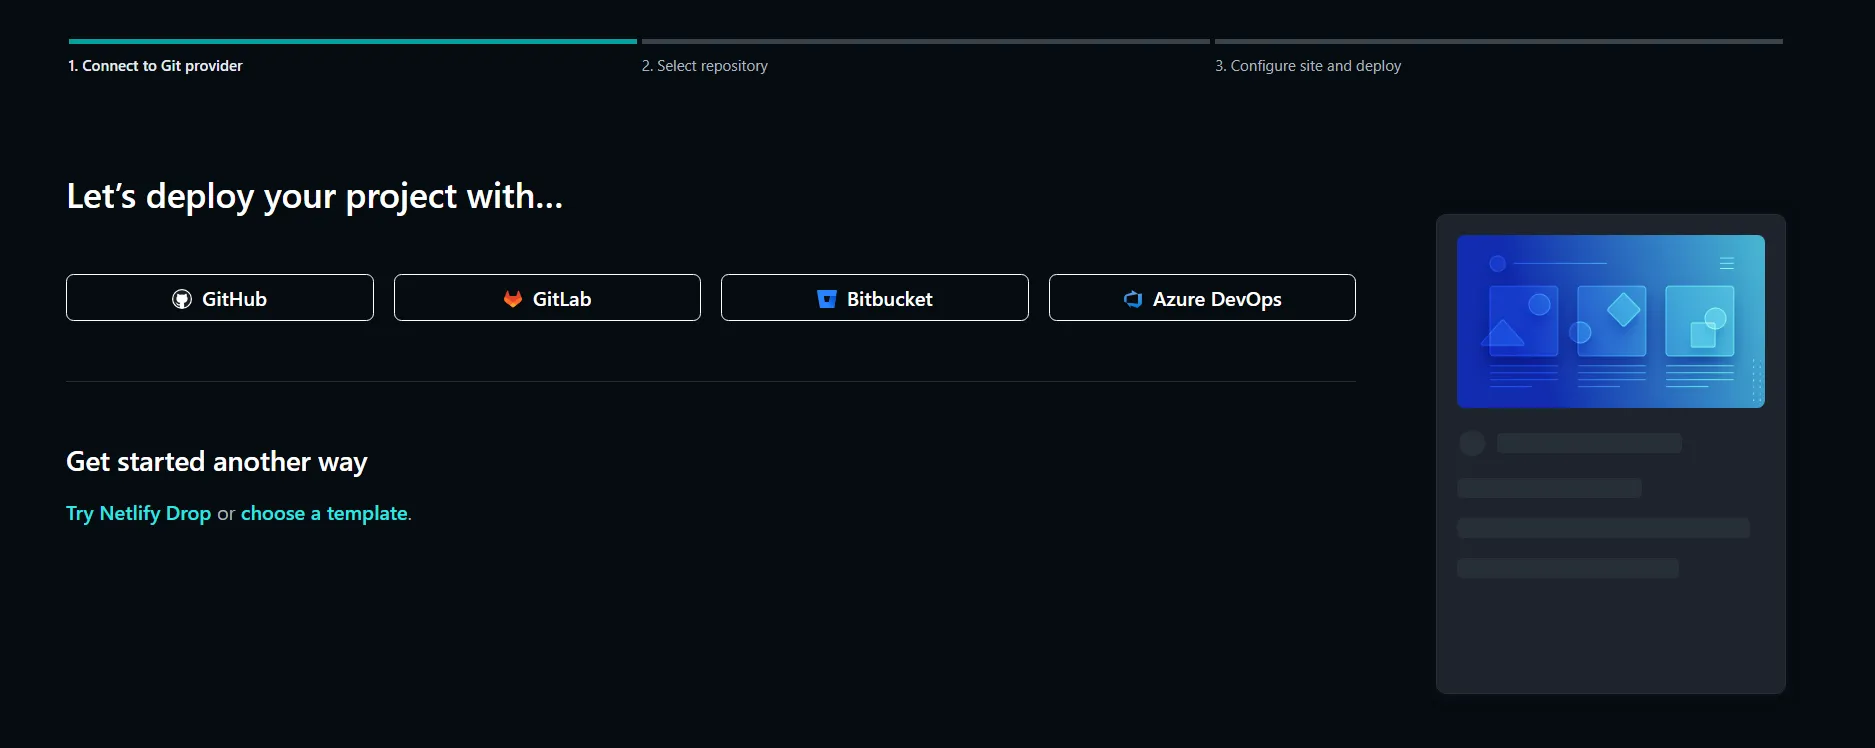 1. Connect to Git provider
2. Select repository
3. Configure site and deploy
Let’s deploy your project with…
GitHub
GitLab
Bitbucket
Azure DevOps
Get started another way
Try Netlify Drop or choose a template.